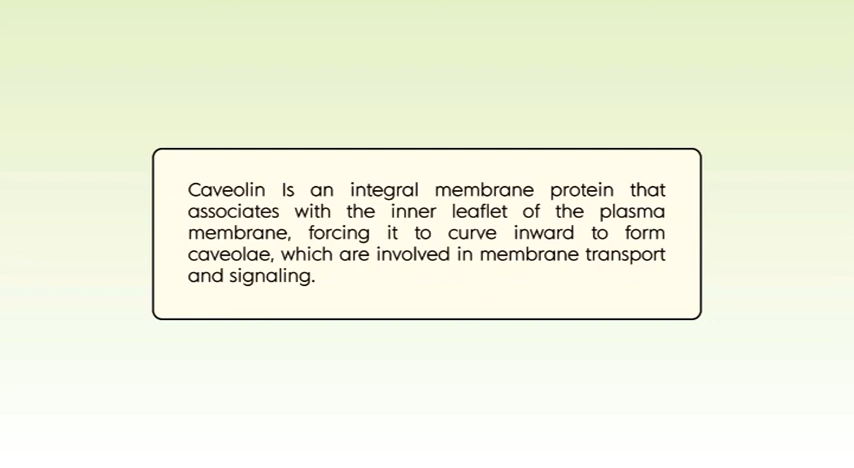 Caveolin Is an integral membrane protein that
associates with the inner leaflet of the plasma
membrane, forcing it to curve inward to form
caveolae, which are involved in membrane transport
and signaling.